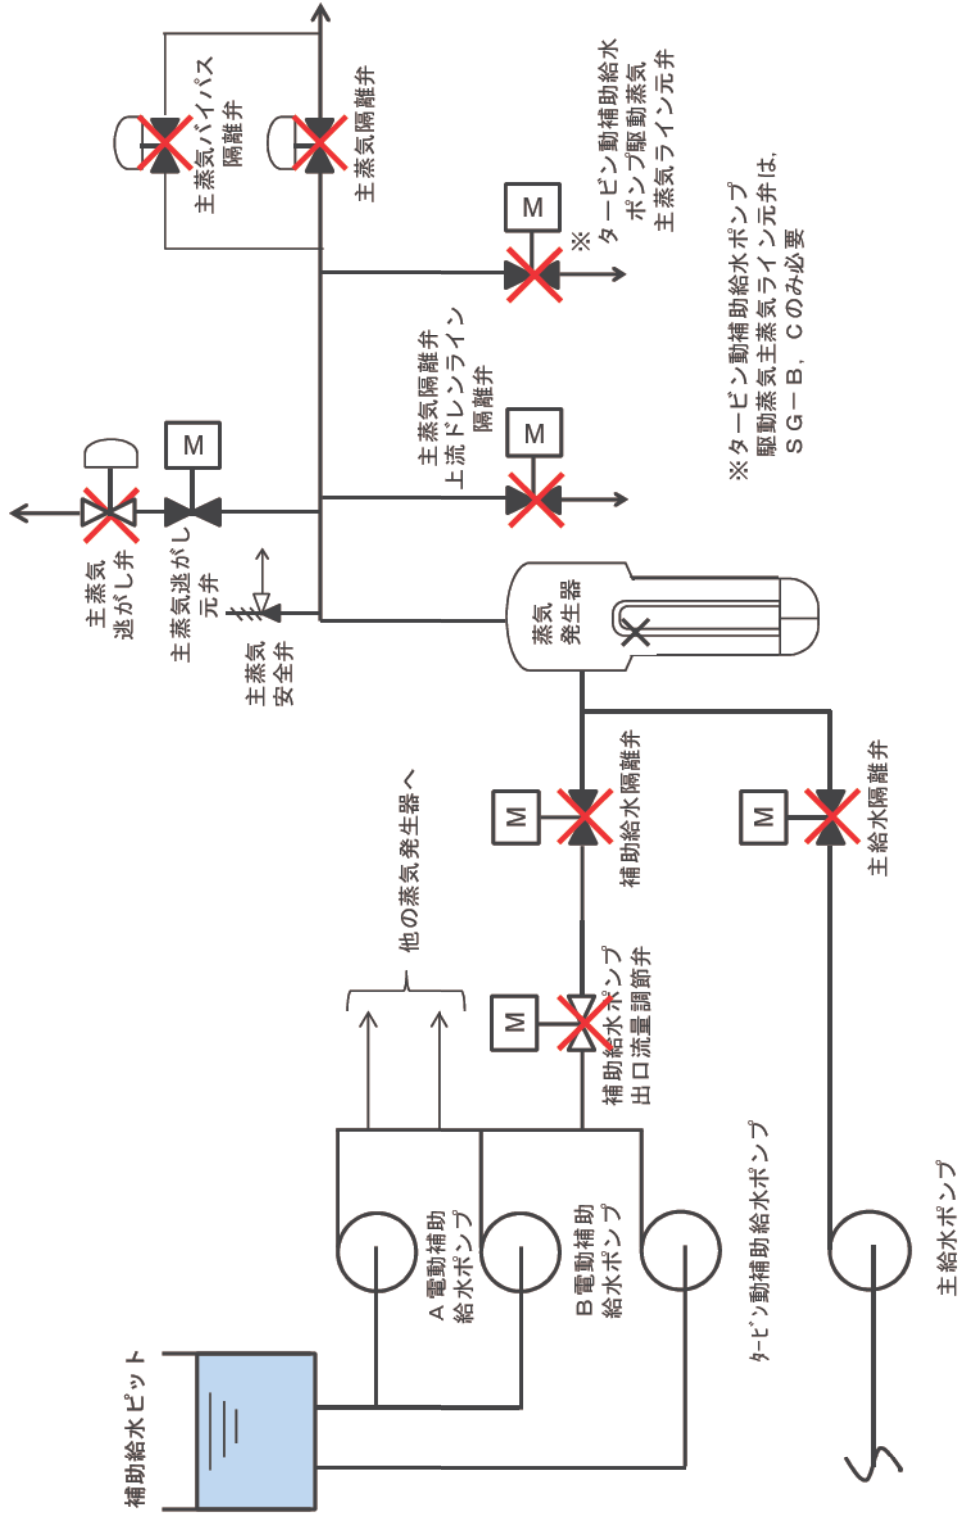 主蒸気バイパス
隔離弁
主蒸気隔離弁
M
※
タービン動補助給水
ポンプ駆動蒸気
主蒸気ライン元弁
主蒸気
逃がし弁
M
主蒸気逃がし
元弁
主蒸気
安全弁
主蒸気隔離弁
上流ドレンライン
隔離弁
M
※タービン動補助給水ポンプ
駆動蒸気主蒸気ライン元弁は，
ＳＧ－Ｂ，Ｃのみ必要
蒸気
発生器
他の蒸気発生器へ
M
補助給水隔離弁
M
主給水隔離弁
M
補助給水ポンプ
出口流量調節弁
補助給水ピット
Ａ電動補助
給水ポンプ
Ｂ電動補助
給水ポンプ
ﾀｰﾋﾞﾝ動補助給水ポンプ
主給水ポンプ